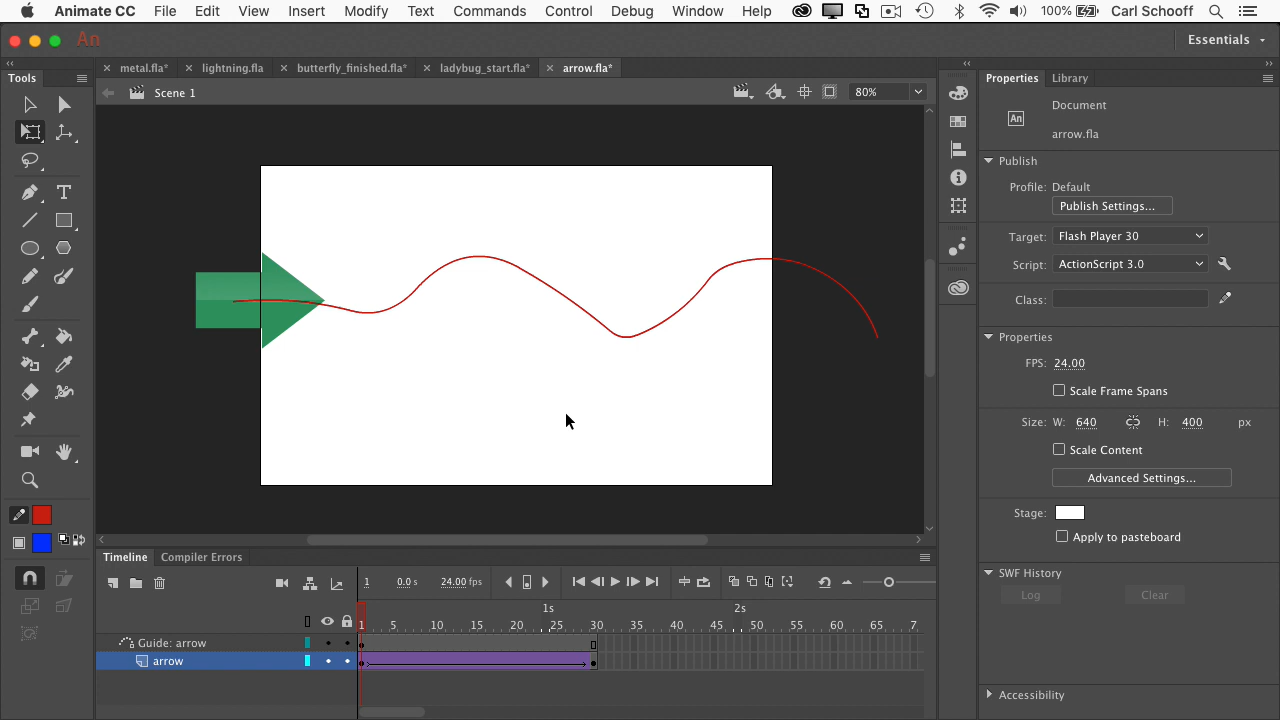 Animate CC File Edit View Insert Modify Text Commands Control Debug Window Help 100% Carl Schooff
An Essentials
metal.fla* lightning.fla butterfly_finished.fla* ladybug_start.fla* arrow.fla*
Tools
Scene 1 80%
T
Properties Library
Document
An
arrow.fla
Publish
Profile: Default
Publish Settings...
Target: Flash Player 30
Script: ActionScript 3.0
Class:
Properties
FPS: 24.00
Scale Frame Spans
Size: W: 640 H: 400 px
Scale Content
Advanced Settings...
Stage:
Apply to pasteboard
SWF History
Log Clear
Accessibility
Timeline Compiler Errors
1 0.0 s 24.00 fps
1s 2s
1 5 10 15 20 25 30 35 40 45 50 55 60 65 7
Guide: arrow
arrow